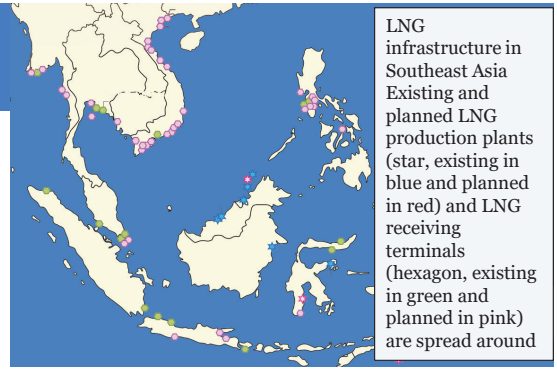 LNG
infrastructure in
Southeast Asia
Existing and
planned LNG
production plants
(star, existing in
blue and planned
in red) and LNG
receiving
terminals
(hexagon, existing
in green and
planned in pink)
are spread around